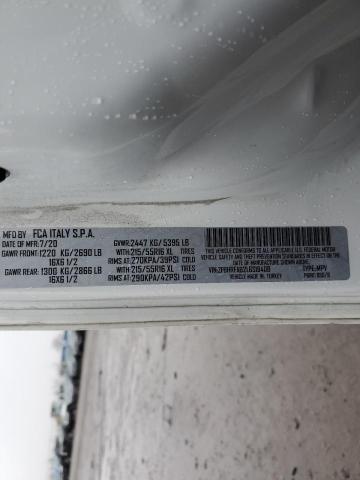 MFD BY: FCA ITALY S.P.A.
DATE OF MFR: 7/20 GVWR: 2447 KG/5395 LB
GAWR FRONT: 1220 KG/2690 LB WITH: 215/55R16 XL TIRES
16X6 1/2 RIMS AT: 270KPA/39PSI COLD
GAWR REAR: 1300 KG/2866 LB WITH: 215/55R16 XL TIRES
16X6 1/2 RIMS AT: 290KPA/42PSI COLD
THIS VEHICLE CONFORMS TO ALL APPLICABLE U.S. FEDERAL MOTOR
VEHICLE SAFETY AND THEFT PREVENTION STANDARDS IN EFFECT ON
THE DATE OF MANUFACTURE SHOWN ABOVE.
VIN: TYPE: MPV
VEHICLE MADE IN: TURKEY